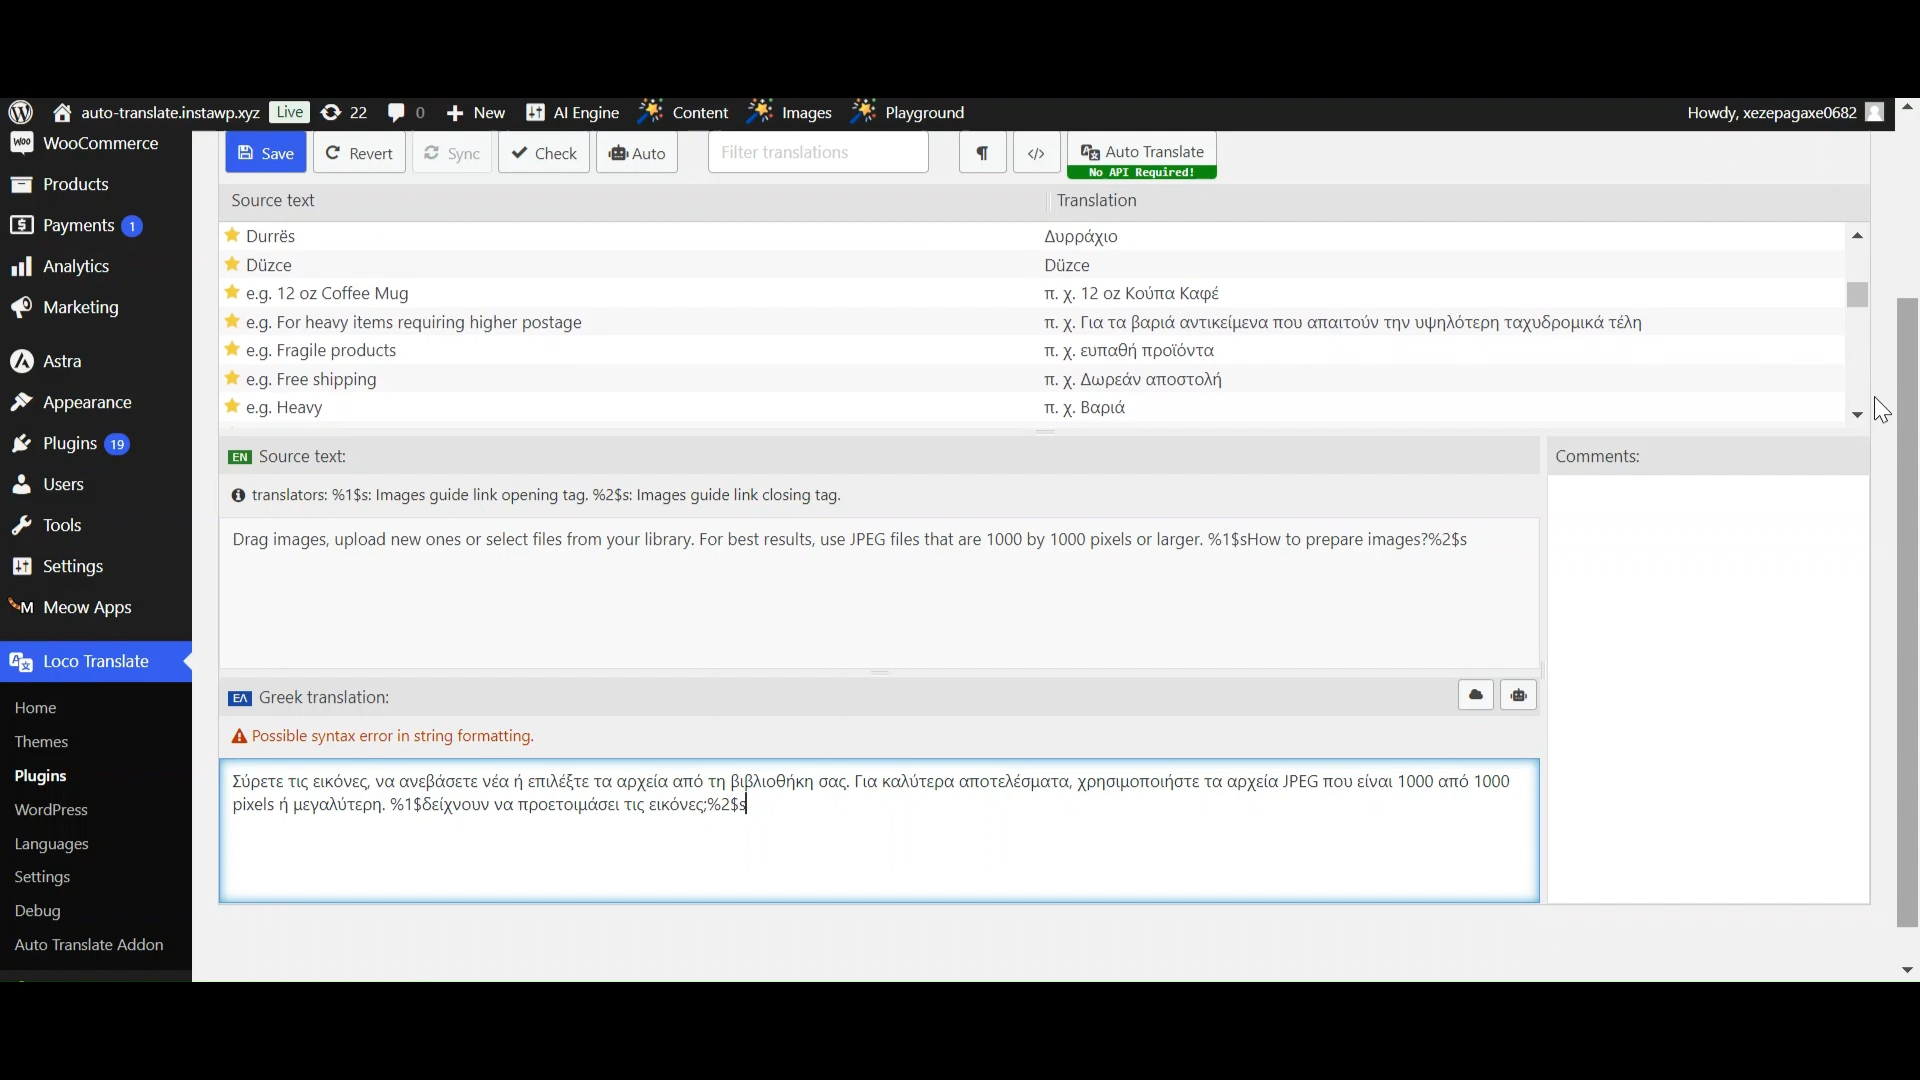 auto-translate.instawp.xyz Live 22 0 New AI Engine Content Images Playground Howdy, xezepagaxe0682
WooCommerce
Products
Payments 1
Analytics
Marketing
Astra
Appearance
Plugins 19
Users
Tools
Settings
Meow Apps
Loco Translate
Home
Themes
Plugins
WordPress
Languages
Settings
Debug
Auto Translate Addon
Save Revert Sync Check Auto Filter translations ¶ </> Auto Translate
No API Required!
Source text Translation
Durrës Δυρράχιο
Düzce Düzce
e.g. 12 oz Coffee Mug π. χ. 12 oz Κούπα Καφέ
e.g. For heavy items requiring higher postage π. χ. Για τα βαριά αντικείμενα που απαιτούν την υψηλότερη ταχυδρομικά τέλη
e.g. Fragile products π. χ. ευπαθή προϊόντα
e.g. Free shipping π. χ. Δωρεάν αποστολή
e.g. Heavy π. χ. Βαριά
EN Source text: Comments:
translators: %1$s: Images guide link opening tag. %2$s: Images guide link closing tag.
Drag images, upload new ones or select files from your library. For best results, use JPEG files that are 1000 by 1000 pixels or larger. %1$sHow to prepare images?%2$s
ΕΛ Greek translation:
Possible syntax error in string formatting.
Σύρετε τις εικόνες, να ανεβάσετε νέα ή επιλέξτε τα αρχεία από τη βιβλιοθήκη σας. Για καλύτερα αποτελέσματα, χρησιμοποιήστε τα αρχεία JPEG που είναι 1000 από 1000
pixels ή μεγαλύτερη. %1$δείχνουν να προετοιμάσει τις εικόνες;%2$s